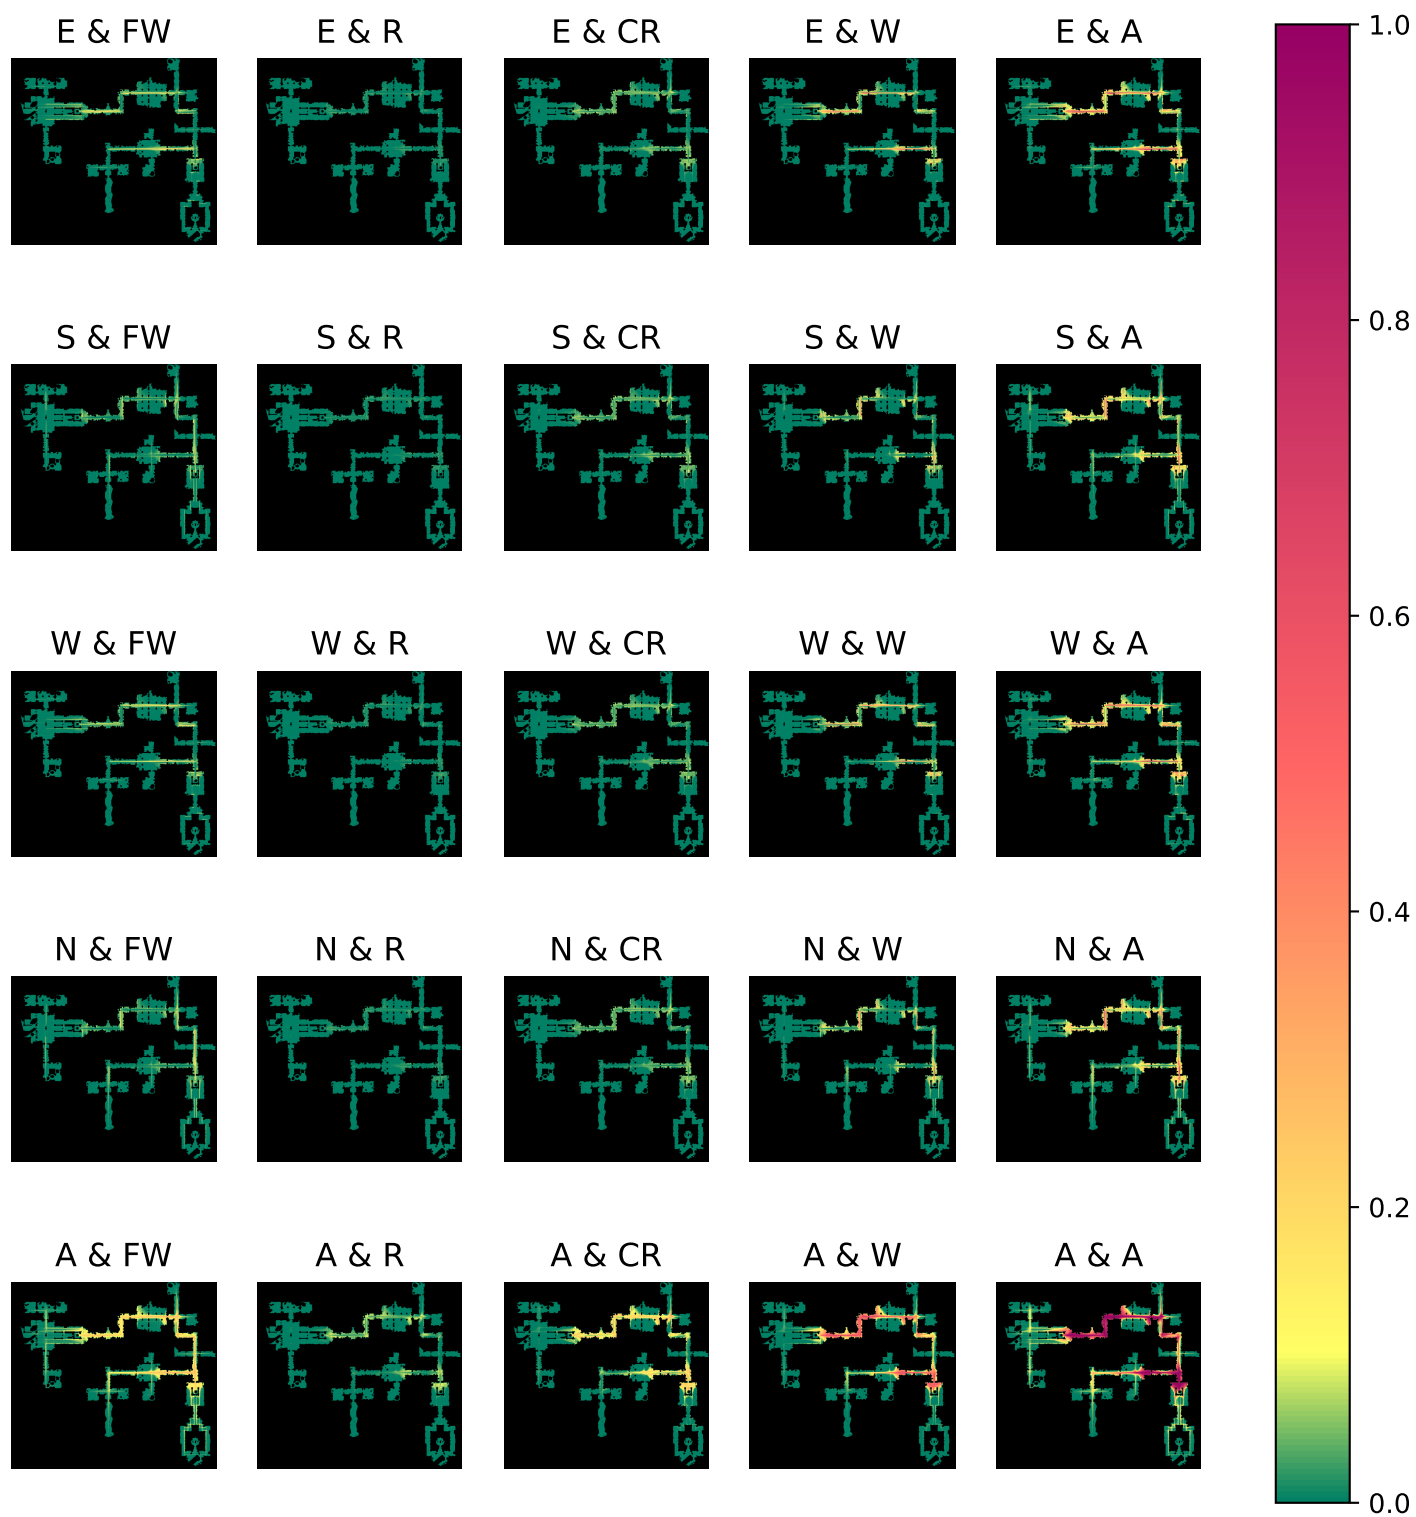 E & FW
E & R
E & CR
E & W
E & A
1.0
S & FW
S & R
S & CR
S & W
S & A
0.8
W & FW
W & R
W & CR
W & W
W & A
0.6
N & FW
N & R
N & CR
N & W
N & A
0.4
0.2
A & FW
A & R
A & CR
A & W
A & A
0.0